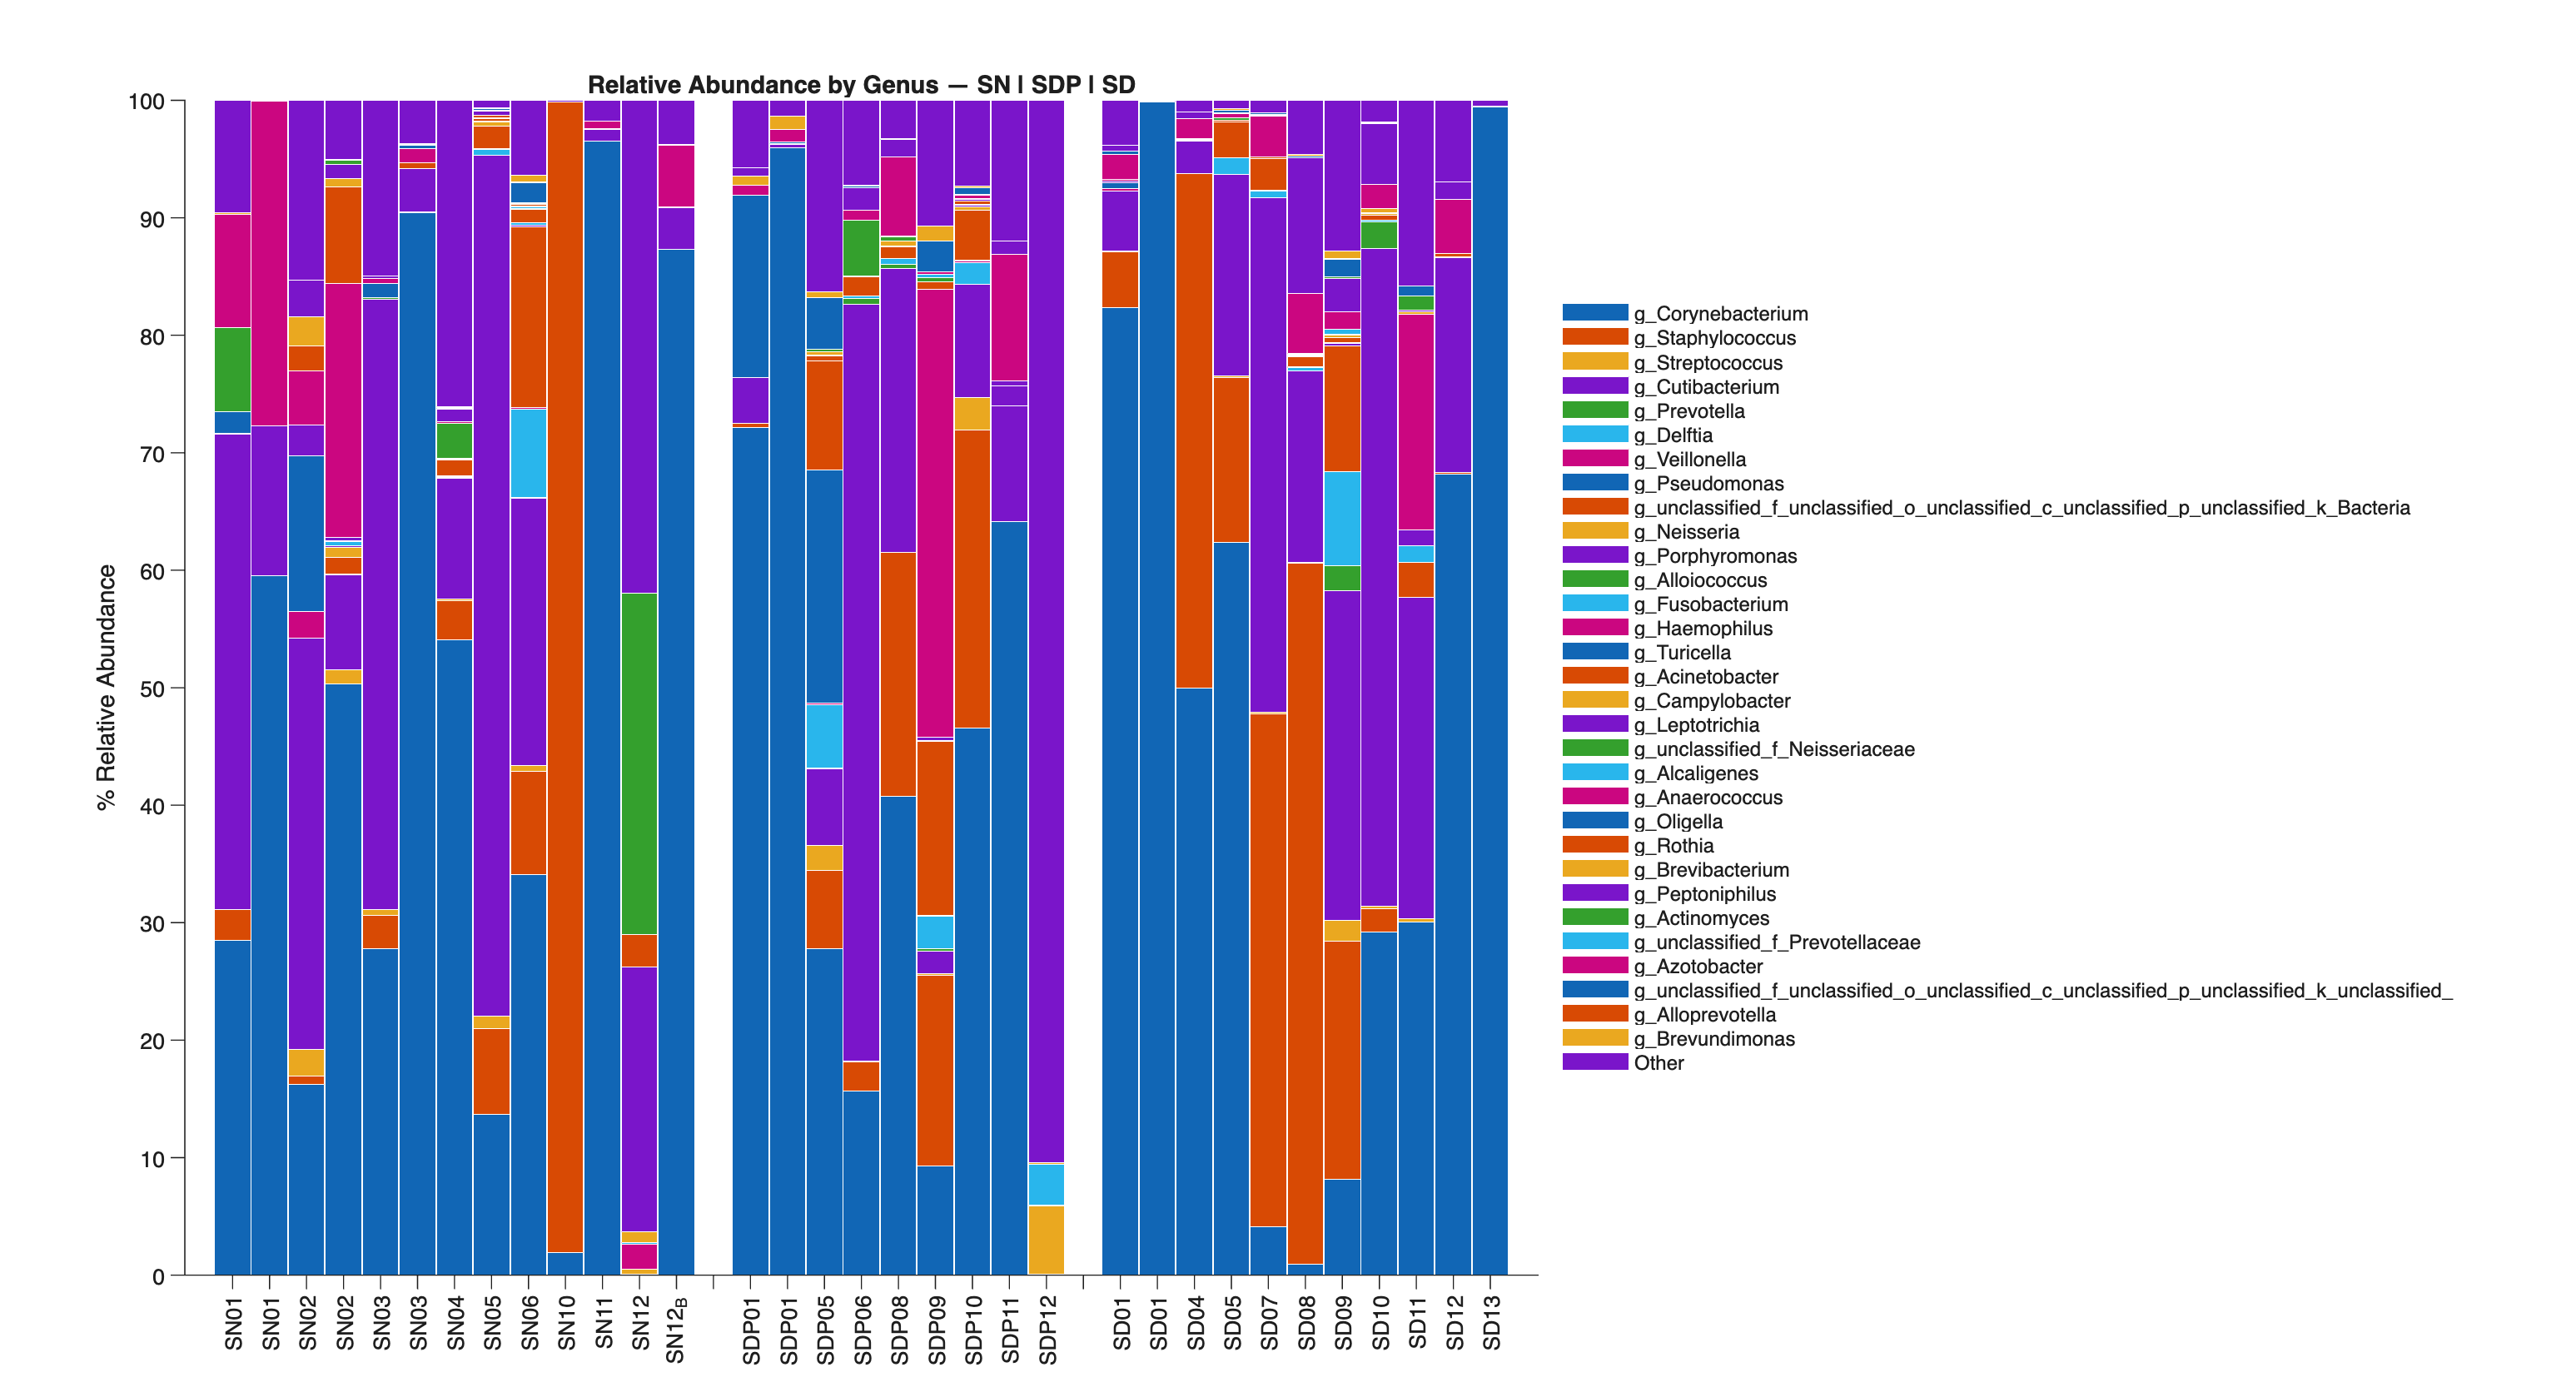 Relative Abundance by Genus — SN | SDP | SD
% Relative Abundance
100
90
80
70
60
50
40
30
20
10
0
SN01
SN01
SN02
SN02
SN03
SN03
SN04
SN05
SN06
SN10
SN11
SN12
SN12B
SDP01
SDP01
SDP05
SDP06
SDP08
SDP09
SDP10
SDP11
SDP12
SD01
SD01
SD04
SD05
SD07
SD08
SD09
SD10
SD11
SD12
SD13
g_Corynebacterium
g_Staphylococcus
g_Streptococcus
g_Cutibacterium
g_Prevotella
g_Delftia
g_Veillonella
g_Pseudomonas
g_unclassified_f_unclassified_o_unclassified_c_unclassified_p_unclassified_k_Bacteria
g_Neisseria
g_Porphyromonas
g_Alloiococcus
g_Fusobacterium
g_Haemophilus
g_Turicella
g_Acinetobacter
g_Campylobacter
g_Leptotrichia
g_unclassified_f_Neisseriaceae
g_Alcaligenes
g_Anaerococcus
g_Oligella
g_Rothia
g_Brevibacterium
g_Peptoniphilus
g_Actinomyces
g_unclassified_f_Prevotellaceae
g_Azotobacter
g_unclassified_f_unclassified_o_unclassified_c_unclassified_p_unclassified_k_unclassified_
g_Alloprevotella
g_Brevundimonas
Other